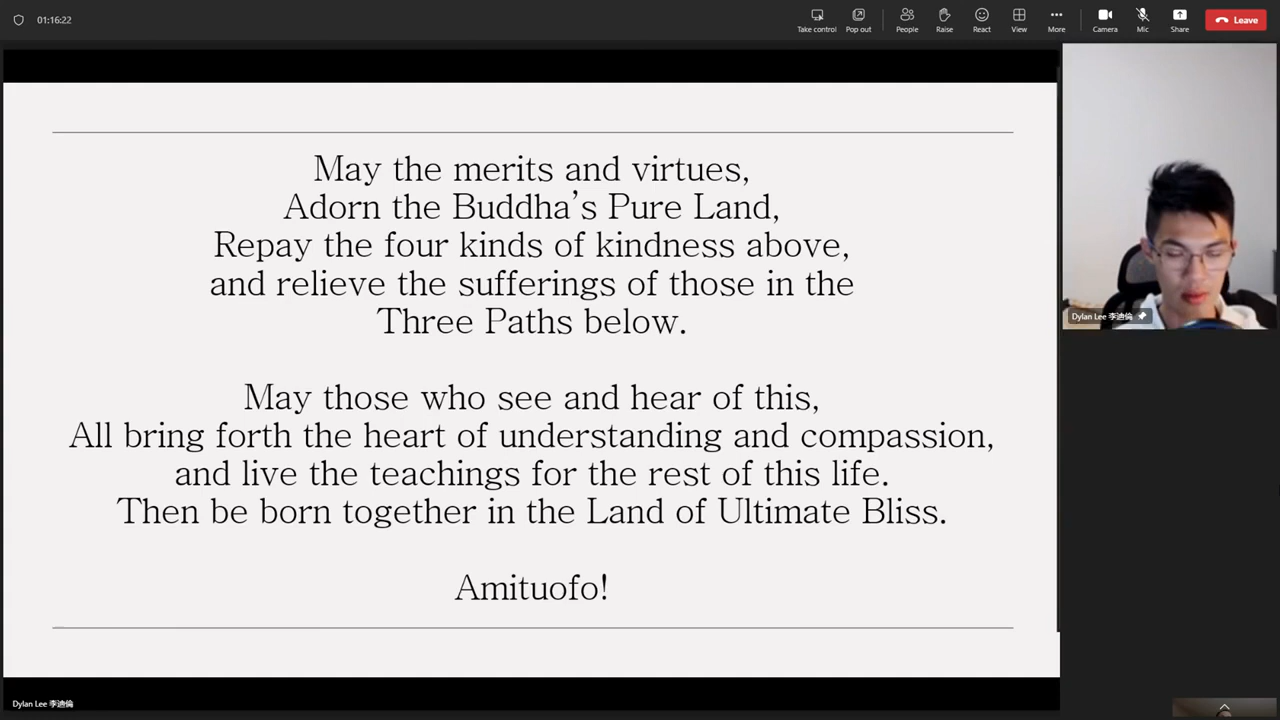 01:16:22
Take control
Pop out
People
Raise
React
View
More
Camera
Mic
Share
Leave
May the merits and virtues,
Adorn the Buddha’s Pure Land,
Repay the four kinds of kindness above,
and relieve the sufferings of those in the
Three Paths below.
May those who see and hear of this,
All bring forth the heart of understanding and compassion,
and live the teachings for the rest of this life.
Then be born together in the Land of Ultimate Bliss.
Amituofo!
Dylan Lee 李迪倫
Dylan Lee 李迪倫